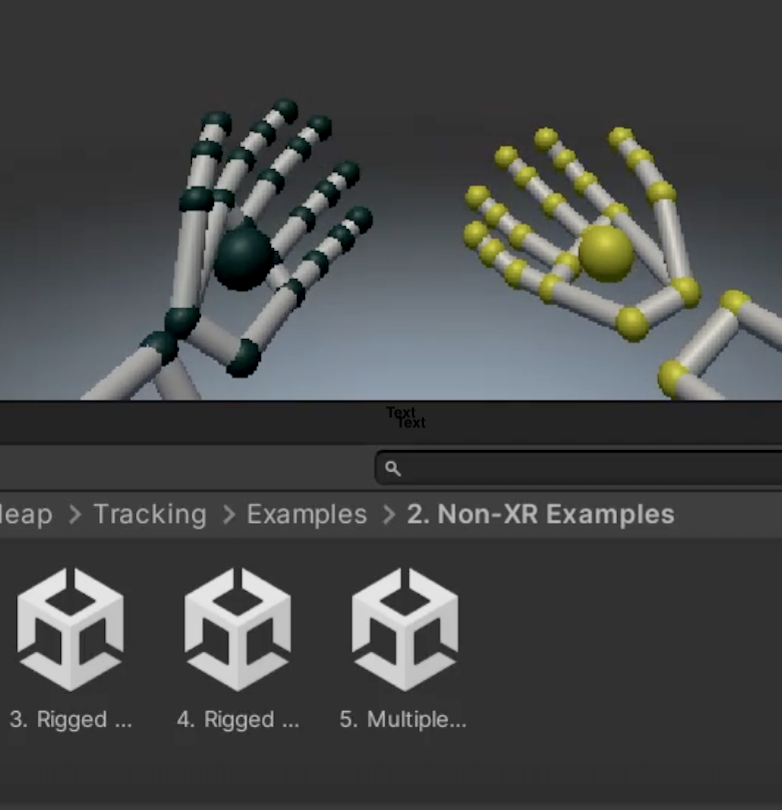 Text
Text
leap > Tracking > Examples > 2. Non-XR Examples
3. Rigged ...
4. Rigged ...
5. Multiple...